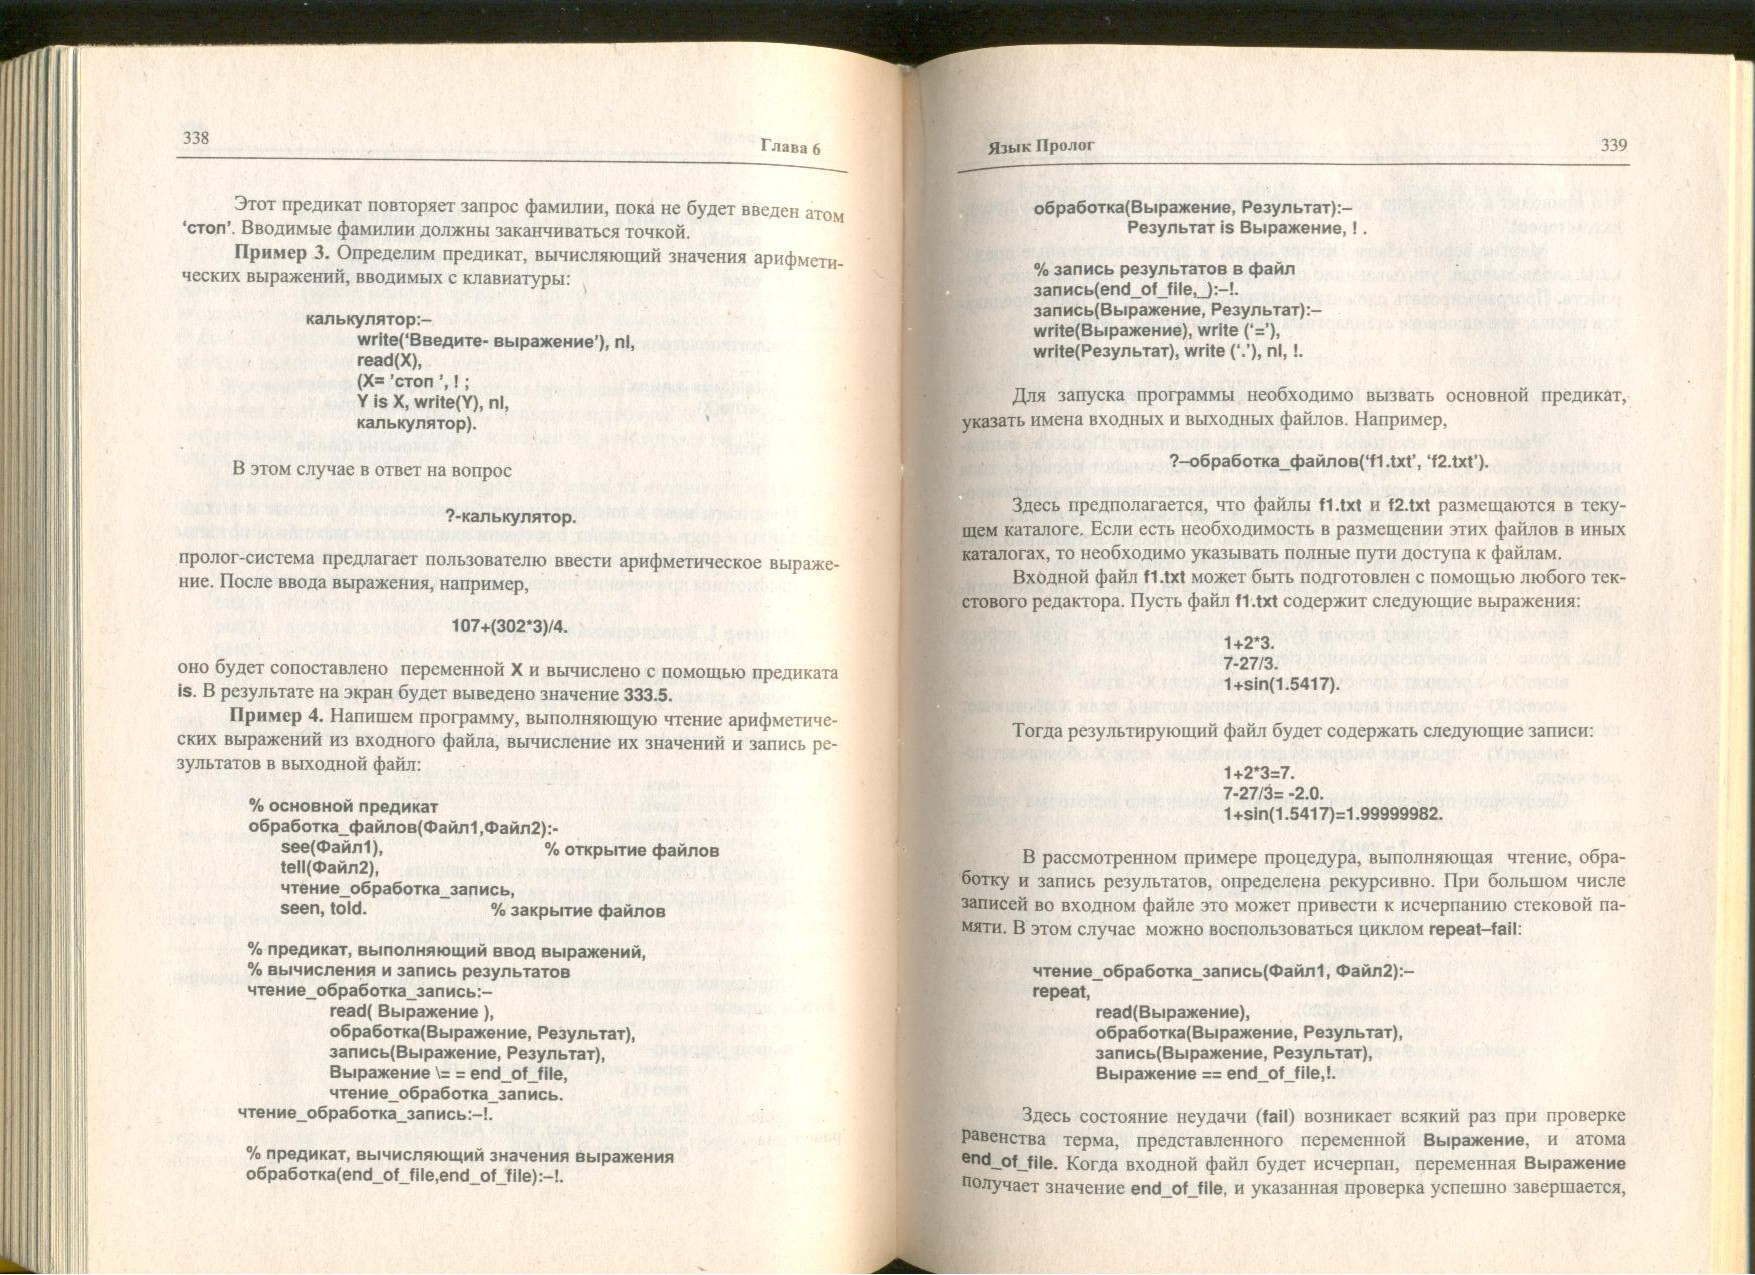 338
Глава 6
Этот предикат повторяет запрос фамилии, пока не будет введен атом
‘стоп’. Вводимые фамилии должны заканчиваться точкой.
Пример 3. Определим предикат, вычисляющий значения арифмети-
ческих выражений, вводимых с клавиатуры:
калькулятор:–
write(‘Введите- выражение’), nl,
read(X),
(X= ’стоп ’, ! ;
Y is X, write(Y), nl,
калькулятор).
В этом случае в ответ на вопрос
?-калькулятор.
пролог-система предлагает пользователю ввести арифметическое выраже-
ние. После ввода выражения, например,
107+(302*3)/4.
оно будет сопоставлено переменной X и вычислено с помощью предиката
is. В результате на экран будет выведено значение 333.5.
Пример 4. Напишем программу, выполняющую чтение арифметиче-
ских выражений из входного файла, вычисление их значений и запись ре-
зультатов в выходной файл:
% основной предикат
обработка_файлов(Файл1,Файл2):-
see(Файл1), % открытие файлов
tell(Файл2),
чтение_обработка_запись,
seen, told. % закрытие файлов
% предикат, выполняющий ввод выражений,
% вычисления и запись результатов
чтение_обработка_запись:–
read( Выражение ),
обработка(Выражение, Результат),
запись(Выражение, Результат),
Выражение \= = end_of_file,
чтение_обработка_запись.
чтение_обработка_запись:–!.
% предикат, вычисляющий значения выражения
обработка(end_of_file,end_of_file):–!.
Язык Пролог
339
обработка(Выражение, Результат):–
Результат is Выражение, ! .
% запись результатов в файл
запись(end_of_file,_):–!.
запись(Выражение, Результат):–
write(Выражение), write (‘=’),
write(Результат), write (‘.’), nl, !.
Для запуска программы необходимо вызвать основной предикат,
указать имена входных и выходных файлов. Например,
?–обработка_файлов(‘f1.txt’, ‘f2.txt’).
Здесь предполагается, что файлы f1.txt и f2.txt размещаются в теку-
щем каталоге. Если есть необходимость в размещении этих файлов в иных
каталогах, то необходимо указывать полные пути доступа к файлам.
Входной файл f1.txt может быть подготовлен с помощью любого тек-
стового редактора. Пусть файл f1.txt содержит следующие выражения:
1+2*3.
7-27/3.
1+sin(1.5417).
Тогда результирующий файл будет содержать следующие записи:
1+2*3=7.
7-27/3= -2.0.
1+sin(1.5417)=1.99999982.
В рассмотренном примере процедура, выполняющая чтение, обра-
ботку и запись результатов, определена рекурсивно. При большом числе
записей во входном файле это может привести к исчерпанию стековой па-
мяти. В этом случае можно воспользоваться циклом repeat–fail:
чтение_обработка_запись(Файл1, Файл2):–
repeat,
read(Выражение),
обработка(Выражение, Результат),
запись(Выражение, Результат),
Выражение == end_of_file,!.
Здесь состояние неудачи (fail) возникает всякий раз при проверке
равенства терма, представленного переменной Выражение, и атома
end_of_file. Когда входной файл будет исчерпан, переменная Выражение
получает значение end_of_file, и указанная проверка успешно завершается,